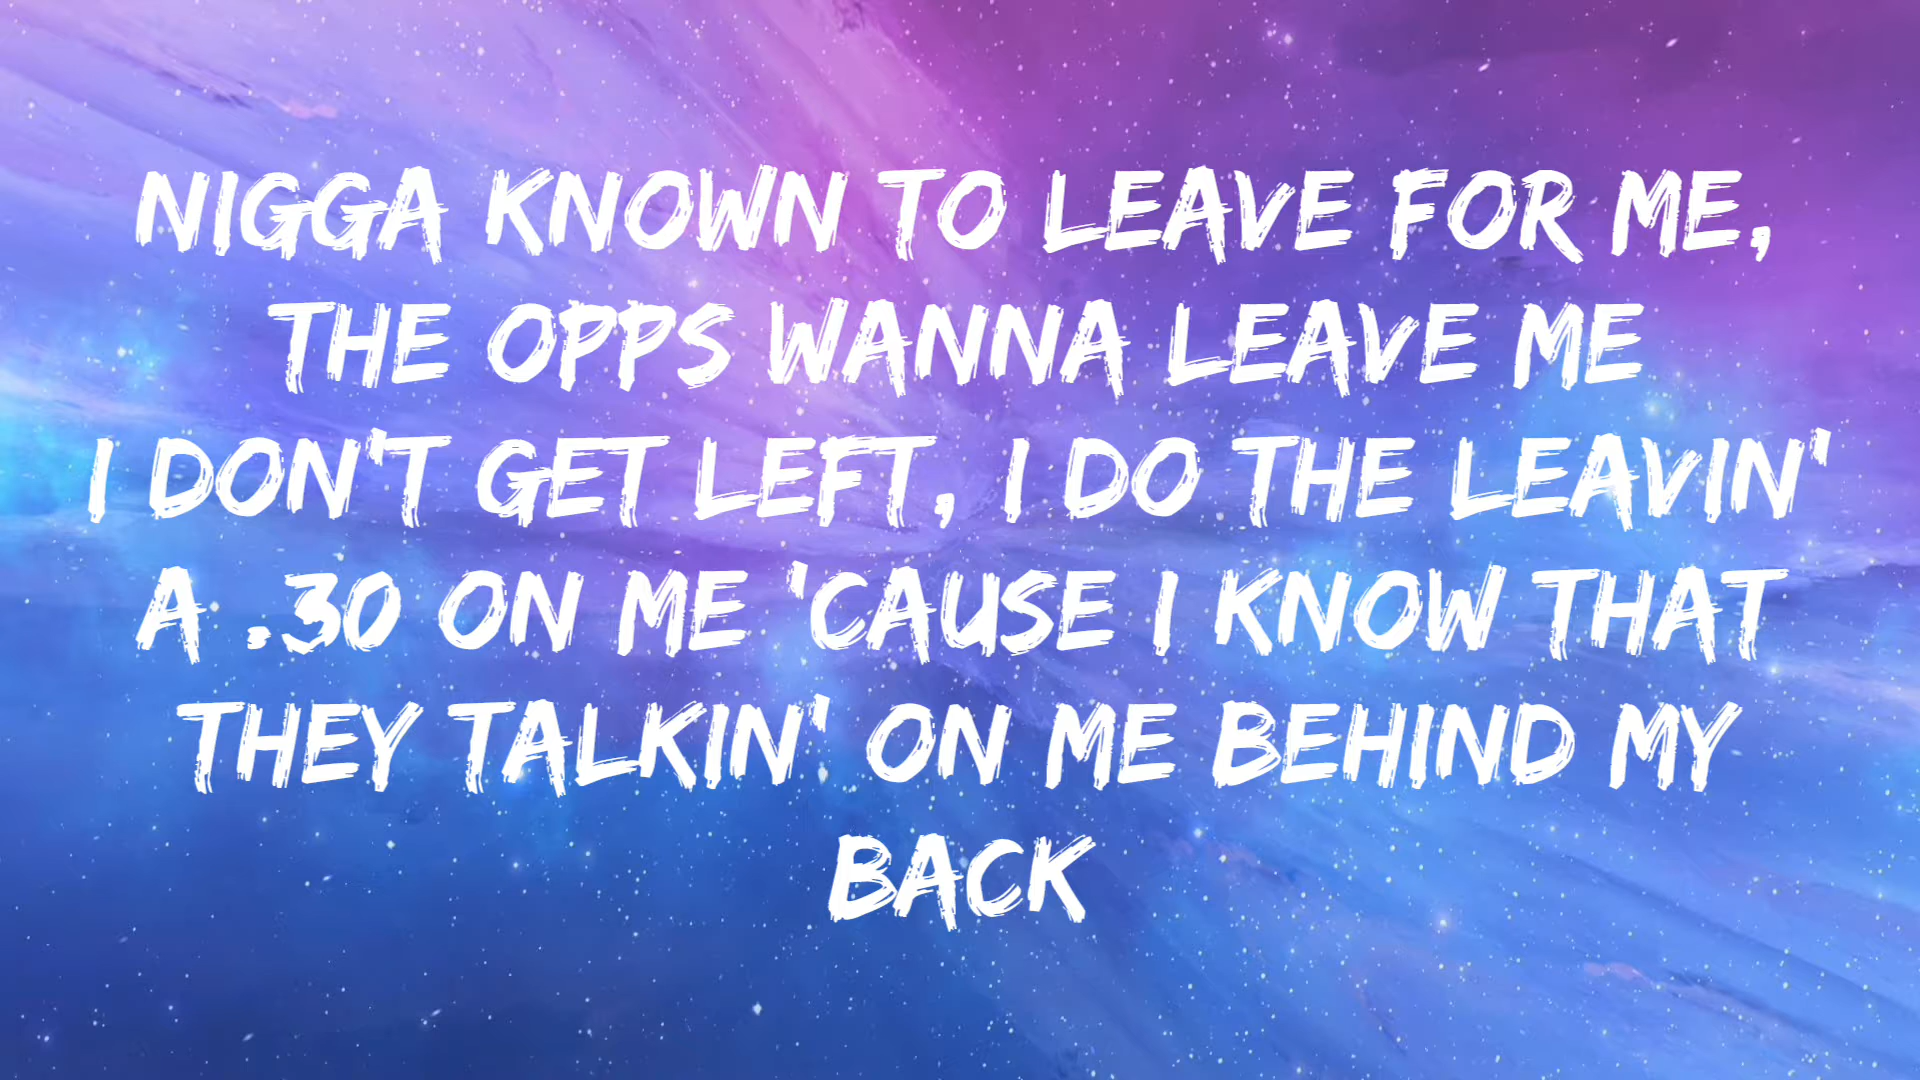 NIGGA KNOWN TO LEAVE FOR ME,
THE OPPS WANNA LEAVE ME
I DON'T GET LEFT, I DO THE LEAVIN'
A .30 ON ME 'CAUSE I KNOW THAT
THEY TALKIN' ON ME BEHIND MY
BACK